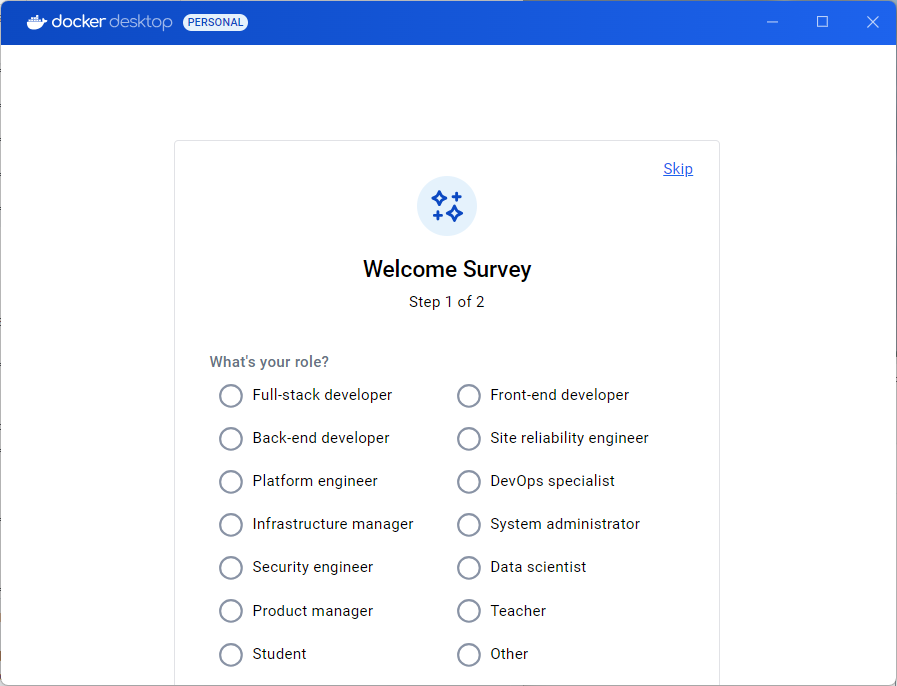 docker desktop PERSONAL
Skip
Welcome Survey
Step 1 of 2
What's your role?
Full-stack developer
Front-end developer
Back-end developer
Site reliability engineer
Platform engineer
DevOps specialist
Infrastructure manager
System administrator
Security engineer
Data scientist
Product manager
Teacher
Student
Other